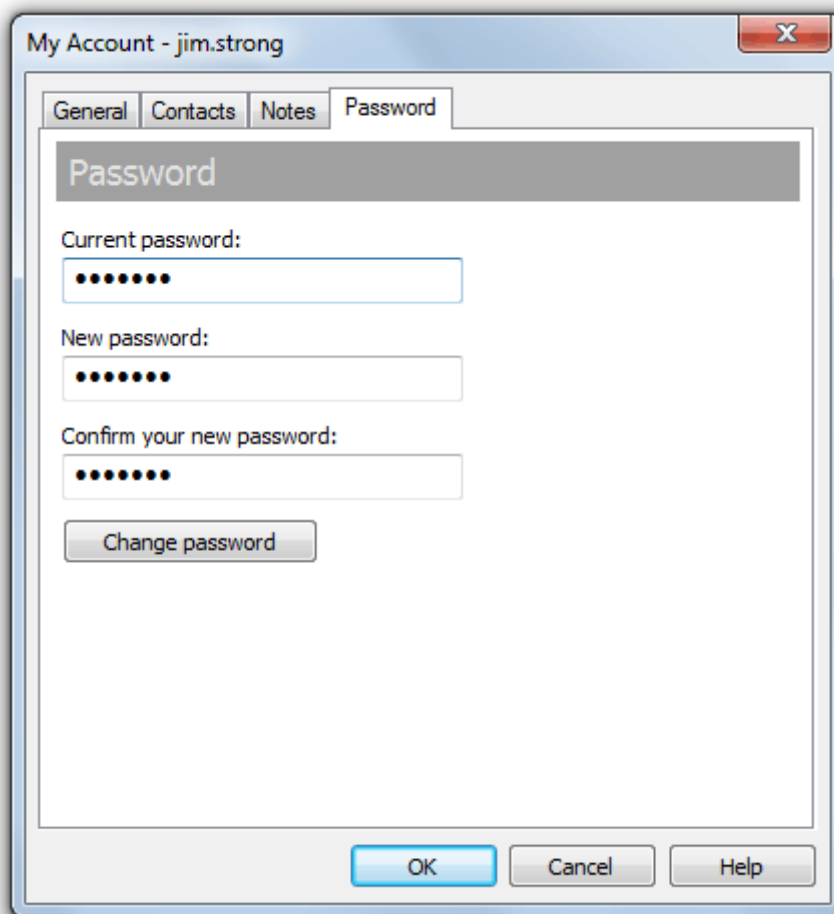 My Account - jim.strong
General Contacts Notes Password
Password
Current password:
•••••••
New password:
•••••••
Confirm your new password:
•••••••
Change password
OK Cancel Help